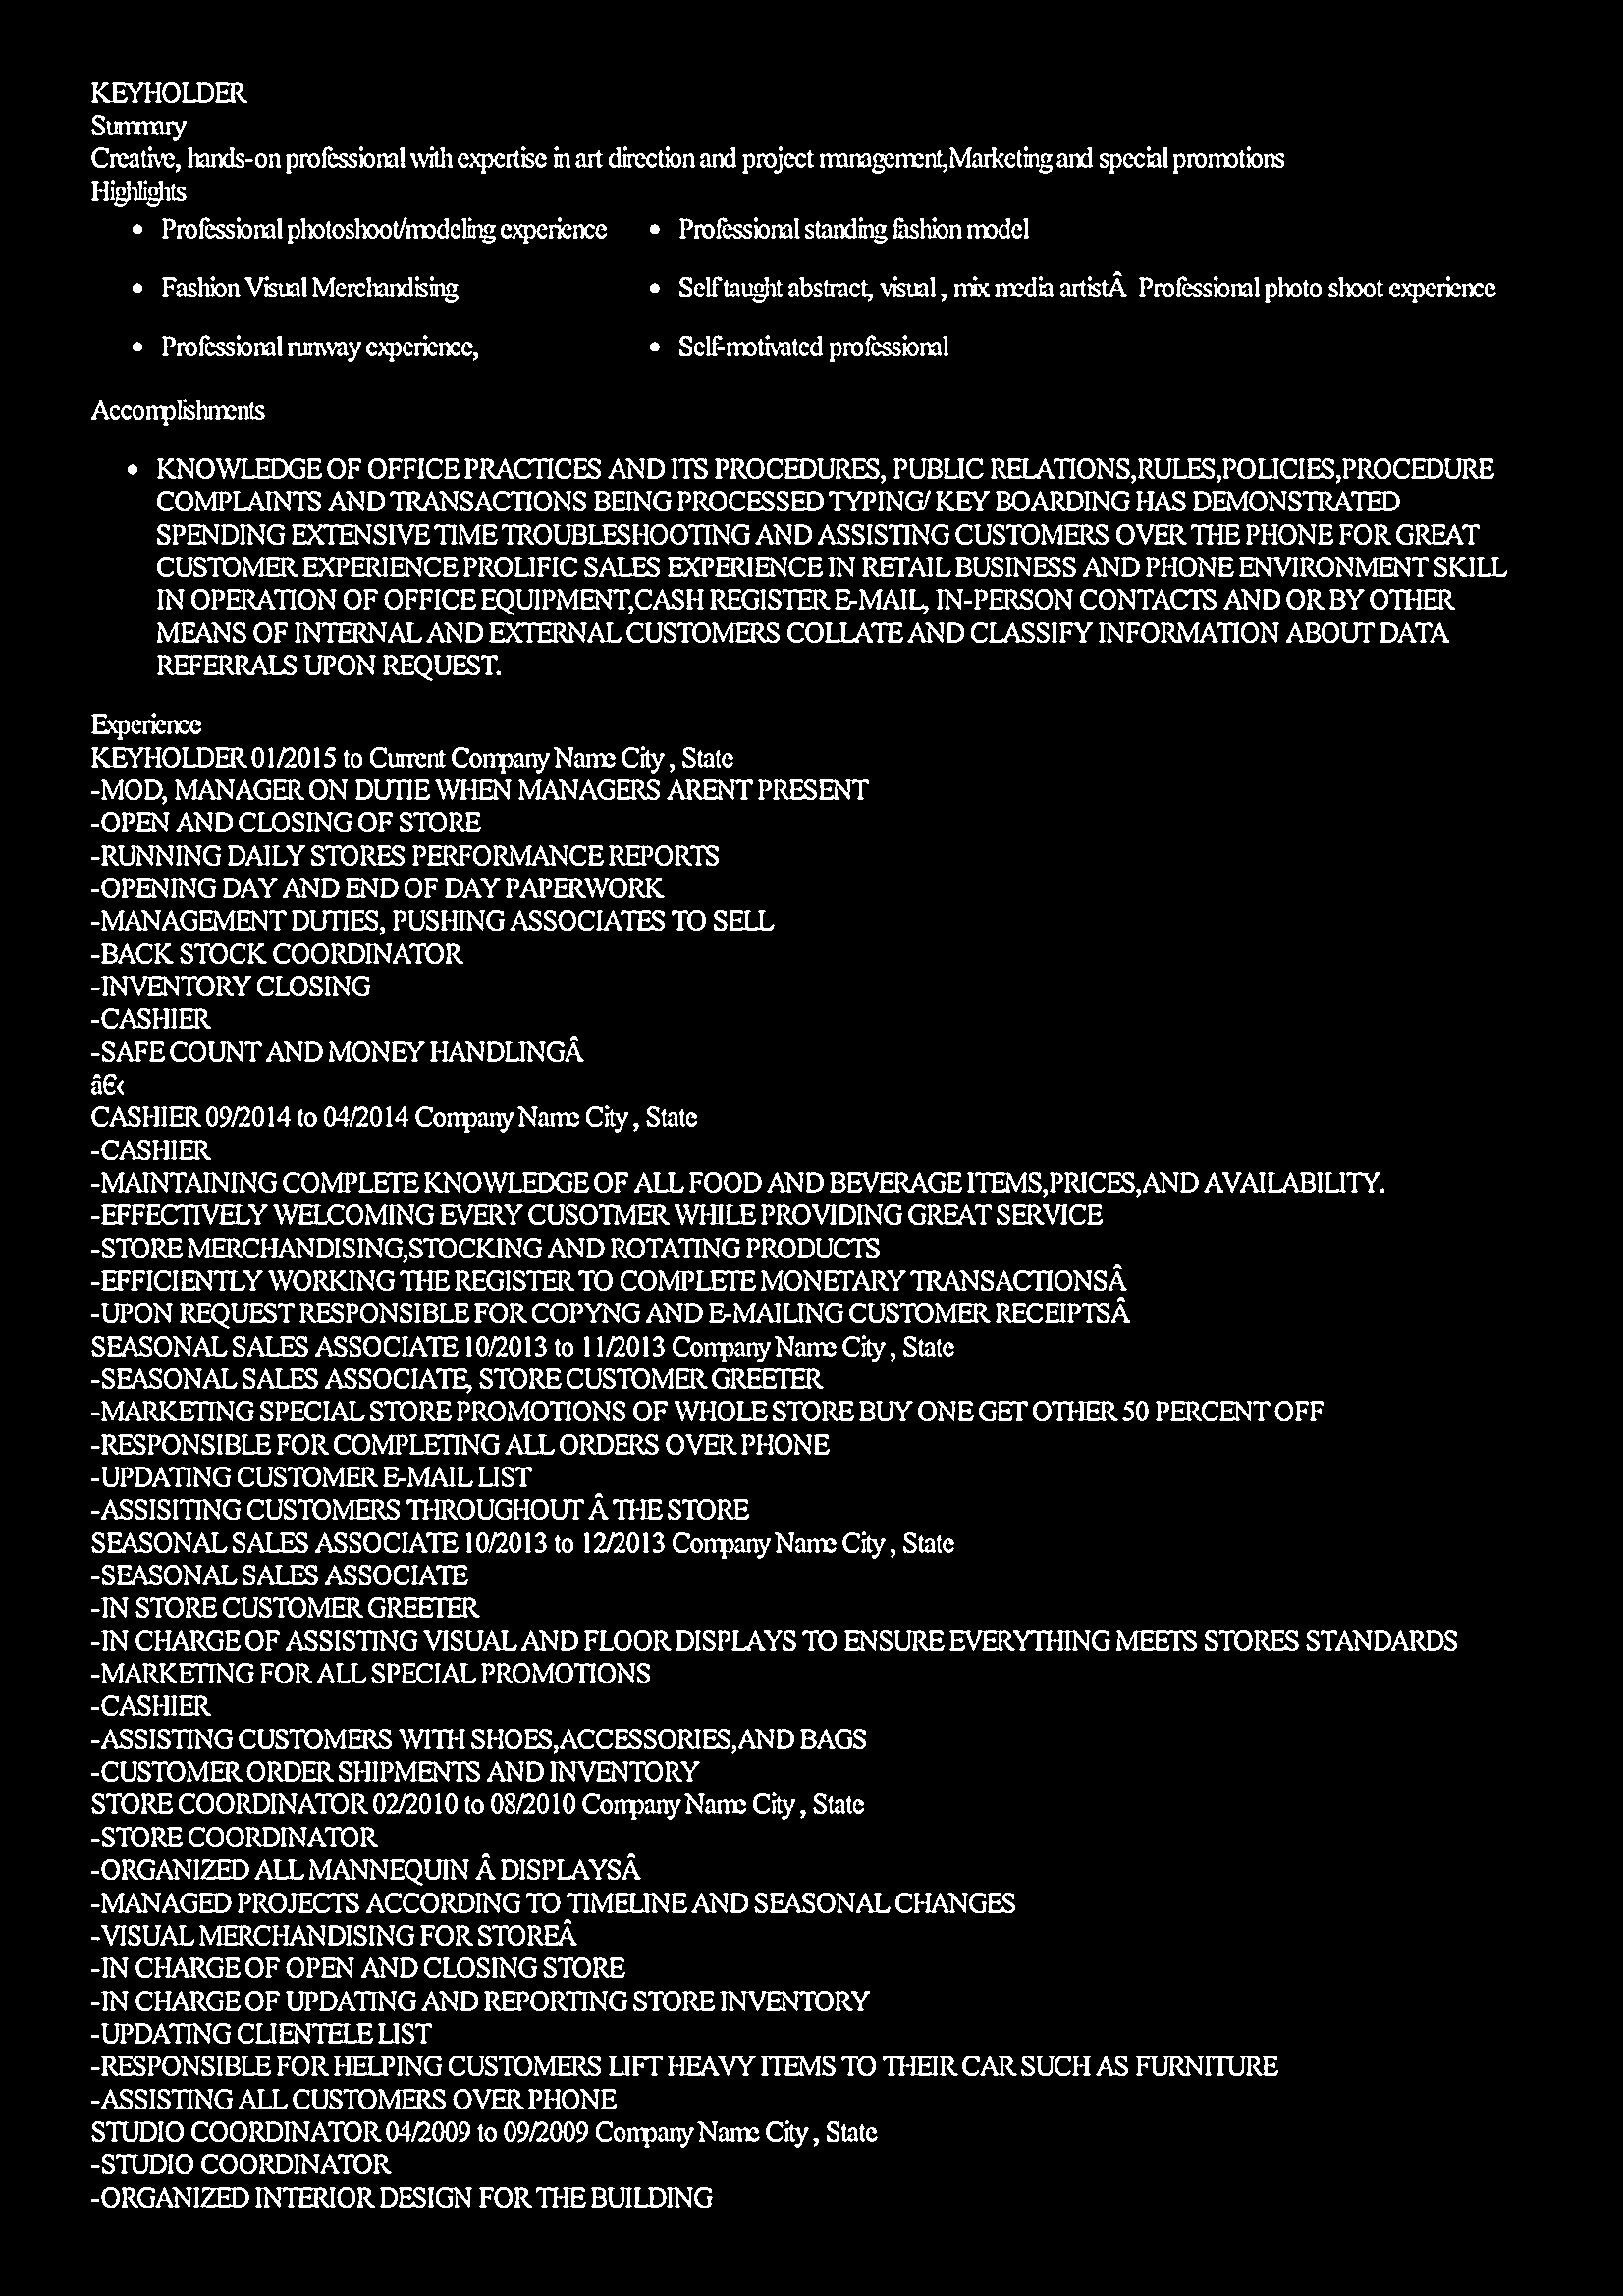 KEYHOLDER
Summary
Creative, hands-on professional with expertise in art direction and project management,Marketing and special promotions
Highlights
• Professional photoshoot/modeling experience • Professional standing fashion model
• Fashion Visual Merchandising • Self taught abstract, visual , mix media artistÂ Professional photo shoot experience
• Professional runway experience, • Self-motivated professional
Accomplishments
• KNOWLEDGE OF OFFICE PRACTICES AND ITS PROCEDURES, PUBLIC RELATIONS,RULES,POLICIES,PROCEDURE
COMPLAINTS AND TRANSACTIONS BEING PROCESSED TYPING/ KEY BOARDING HAS DEMONSTRATED
SPENDING EXTENSIVE TIME TROUBLESHOOTING AND ASSISTING CUSTOMERS OVER THE PHONE FOR GREAT
CUSTOMER EXPERIENCE PROLIFIC SALES EXPERIENCE IN RETAIL BUSINESS AND PHONE ENVIRONMENT SKILL
IN OPERATION OF OFFICE EQUIPMENT,CASH REGISTER E-MAIL, IN-PERSON CONTACTS AND OR BY OTHER
MEANS OF INTERNAL AND EXTERNAL CUSTOMERS COLLATE AND CLASSIFY INFORMATION ABOUT DATA
REFERRALS UPON REQUEST.
Experience
KEYHOLDER 01/2015 to Current Company Name City , State
-MOD, MANAGER ON DUTIE WHEN MANAGERS ARENT PRESENT
-OPEN AND CLOSING OF STORE
-RUNNING DAILY STORES PERFORMANCE REPORTS
-OPENING DAY AND END OF DAY PAPERWORK
-MANAGEMENT DUTIES, PUSHING ASSOCIATES TO SELL
-BACK STOCK COORDINATOR
-INVENTORY CLOSING
-CASHIER
-SAFE COUNT AND MONEY HANDLINGÂ
â€‹
CASHIER 09/2014 to 04/2014 Company Name City , State
-CASHIER
-MAINTAINING COMPLETE KNOWLEDGE OF ALL FOOD AND BEVERAGE ITEMS,PRICES,AND AVAILABILITY.
-EFFECTIVELY WELCOMING EVERY CUSOTMER WHILE PROVIDING GREAT SERVICE
-STORE MERCHANDISING,STOCKING AND ROTATING PRODUCTS
-EFFICIENTLY WORKING THE REGISTER TO COMPLETE MONETARY TRANSACTIONSÂ
-UPON REQUEST RESPONSIBLE FOR COPYNG AND E-MAILING CUSTOMER RECEIPTSÂ
SEASONAL SALES ASSOCIATE 10/2013 to 11/2013 Company Name City , State
-SEASONAL SALES ASSOCIATE, STORE CUSTOMER GREETER
-MARKETING SPECIAL STORE PROMOTIONS OF WHOLE STORE BUY ONE GET OTHER 50 PERCENT OFF
-RESPONSIBLE FOR COMPLETING ALL ORDERS OVER PHONE
-UPDATING CUSTOMER E-MAIL LIST
-ASSISITING CUSTOMERS THROUGHOUT Â THE STORE
SEASONAL SALES ASSOCIATE 10/2013 to 12/2013 Company Name City , State
-SEASONAL SALES ASSOCIATE
-IN STORE CUSTOMER GREETER
-IN CHARGE OF ASSISTING VISUAL AND FLOOR DISPLAYS TO ENSURE EVERYTHING MEETS STORES STANDARDS
-MARKETING FOR ALL SPECIAL PROMOTIONS
-CASHIER
-ASSISTING CUSTOMERS WITH SHOES,ACCESSORIES,AND BAGS
-CUSTOMER ORDER SHIPMENTS AND INVENTORY
STORE COORDINATOR 02/2010 to 08/2010 Company Name City , State
-STORE COORDINATOR
-ORGANIZED ALL MANNEQUIN Â DISPLAYSÂ
-MANAGED PROJECTS ACCORDING TO TIMELINE AND SEASONAL CHANGES
-VISUAL MERCHANDISING FOR STOREÂ
-IN CHARGE OF OPEN AND CLOSING STORE
-IN CHARGE OF UPDATING AND REPORTING STORE INVENTORY
-UPDATING CLIENTELE LIST
-RESPONSIBLE FOR HELPING CUSTOMERS LIFT HEAVY ITEMS TO THEIR CAR SUCH AS FURNITURE
-ASSISTING ALL CUSTOMERS OVER PHONE
STUDIO COORDINATOR 04/2009 to 09/2009 Company Name City , State
-STUDIO COORDINATOR
-ORGANIZED INTERIOR DESIGN FOR THE BUILDING